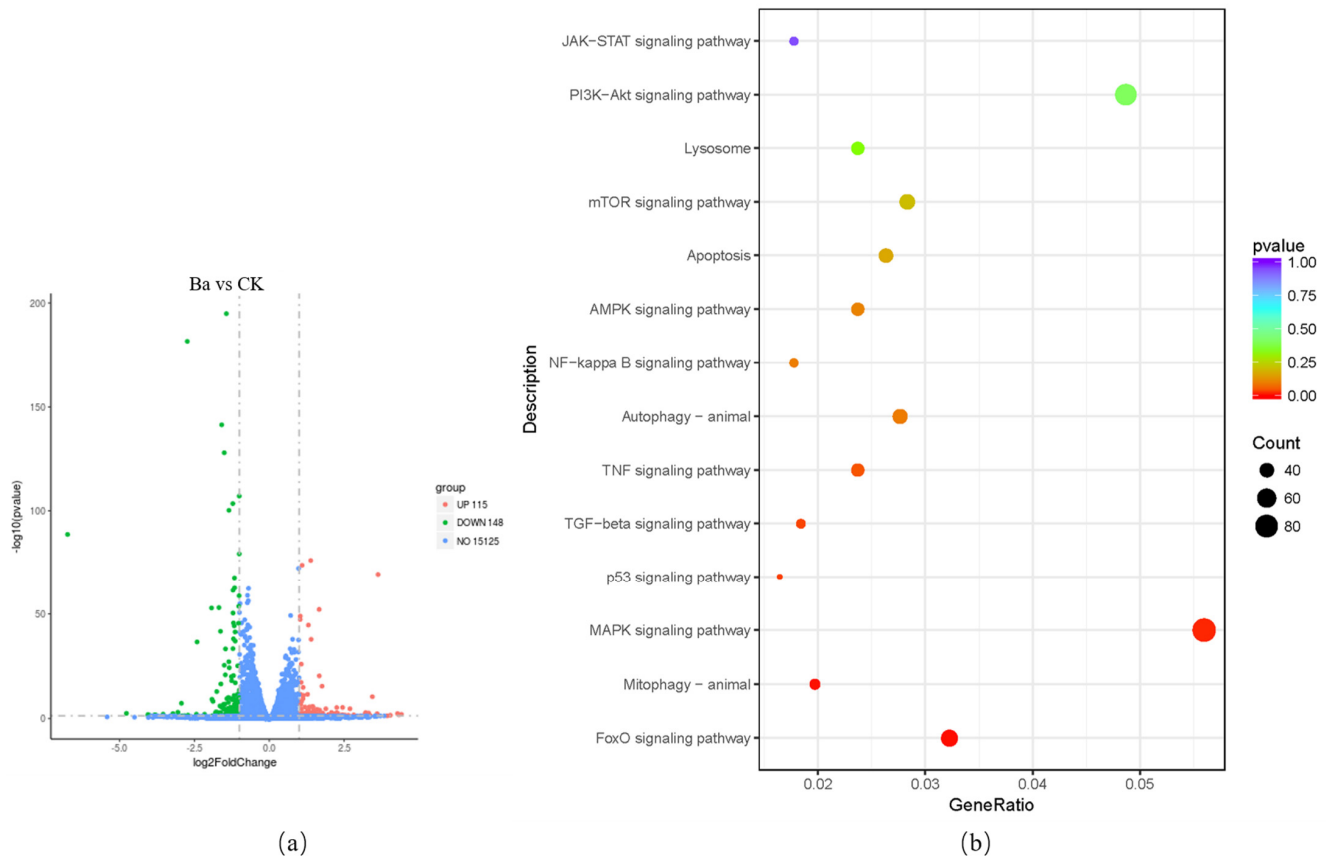 Ba vs CK
200
150
100
50
0
-log10(pvalue)
-5.0
-2.5
0.0
2.5
log2FoldChange
group
UP 115
DOWN 148
NO 15125
(a)
Description
JAK−STAT signaling pathway
PI3K−Akt signaling pathway
Lysosome
mTOR signaling pathway
Apoptosis
AMPK signaling pathway
NF−kappa B signaling pathway
Autophagy − animal
TNF signaling pathway
TGF−beta signaling pathway
p53 signaling pathway
MAPK signaling pathway
Mitophagy − animal
FoxO signaling pathway
0.02
0.03
0.04
0.05
GeneRatio
pvalue
1.00
0.75
0.50
0.25
0.00
Count
40
60
80
(b)